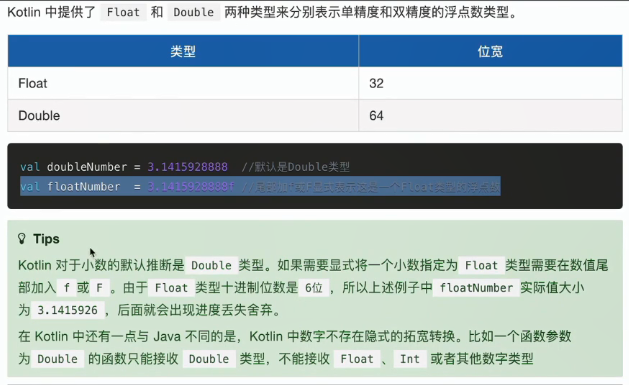 Kotlin 中提供了 Float 和 Double 两种类型来分别表示单精度和双精度的浮点数类型。
类型 位宽
Float 32
Double 64
val doubleNumber = 3.1415928888 //默认是Double类型
val floatNumber = 3.1415928888f //
Tips
Kotlin 对于小数的默认推断是 Double 类型。如果需要显式将一个小数指定为 Float 类型需要在数值尾
部加入 f 或 F 。由于 Float 类型十进制位数是 6位 ，所以上述例子中 floatNumber 实际值大小
为 3.1415926 ，后面就会出现进度丢失舍弃。
在 Kotlin 中还有一点与 Java 不同的是，Kotlin 中数字不存在隐式的拓宽转换。比如一个函数参数
为 Double 的函数只能接收 Double 类型，不能接收 Float 、 Int 或者其他数字类型